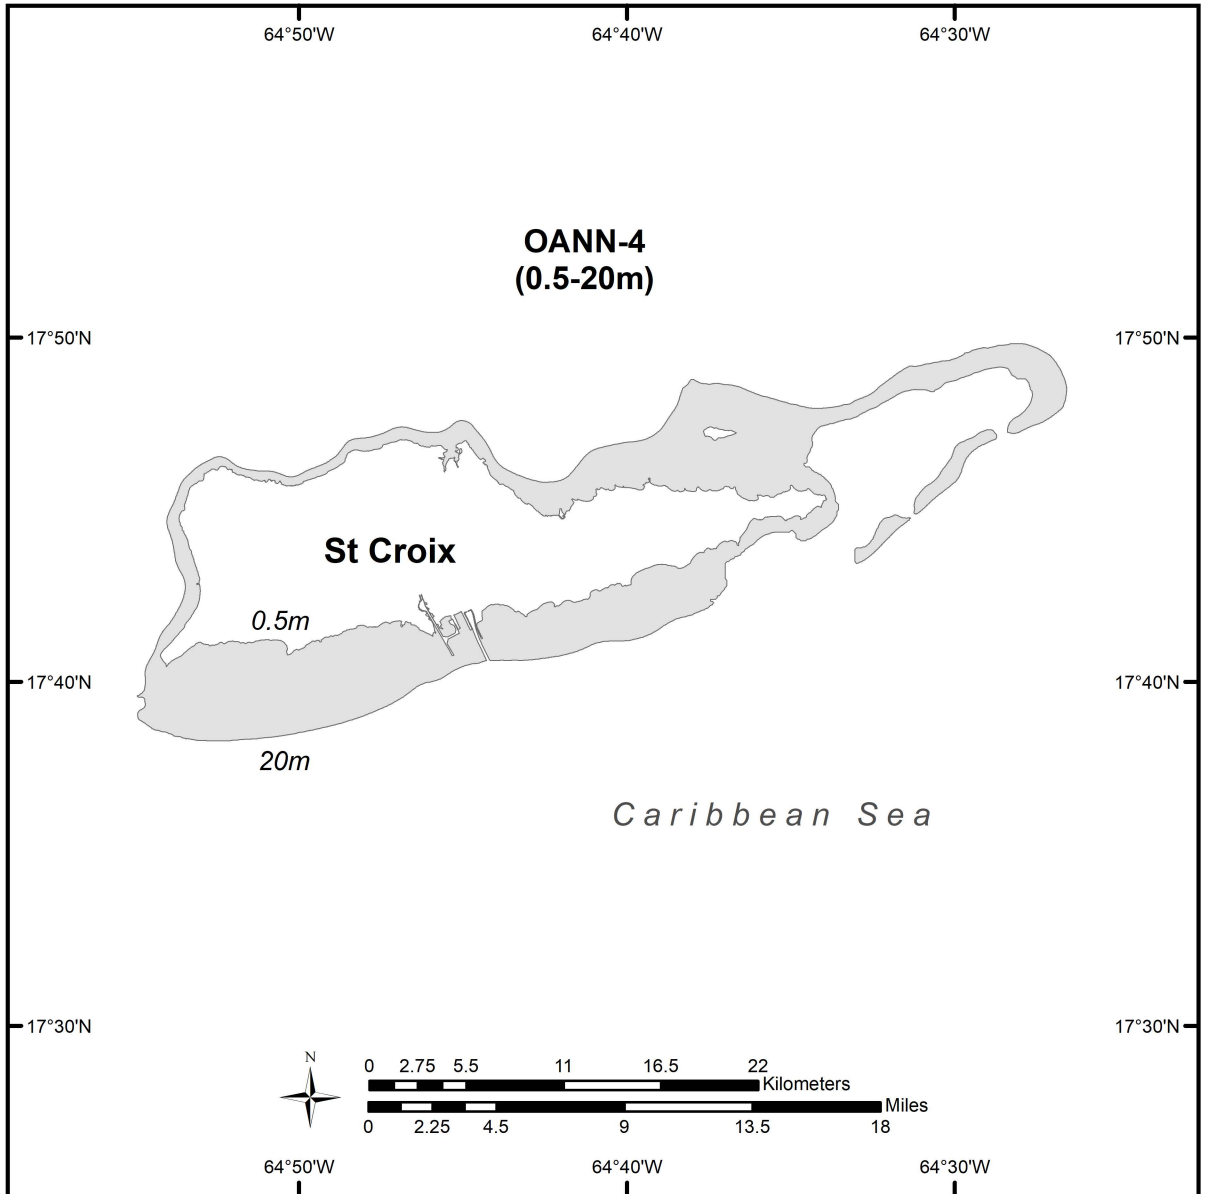 64°50'W 64°40'W 64°30'W
OANN-4
(0.5-20m)
17°50'N 17°50'N
St Croix
0.5m
17°40'N 17°40'N
20m
Caribbean Sea
17°30'N 17°30'N
N
0 2.75 5.5 11 16.5 22
Kilometers
Miles
0 2.25 4.5 9 13.5 18
64°50'W 64°40'W 64°30'W